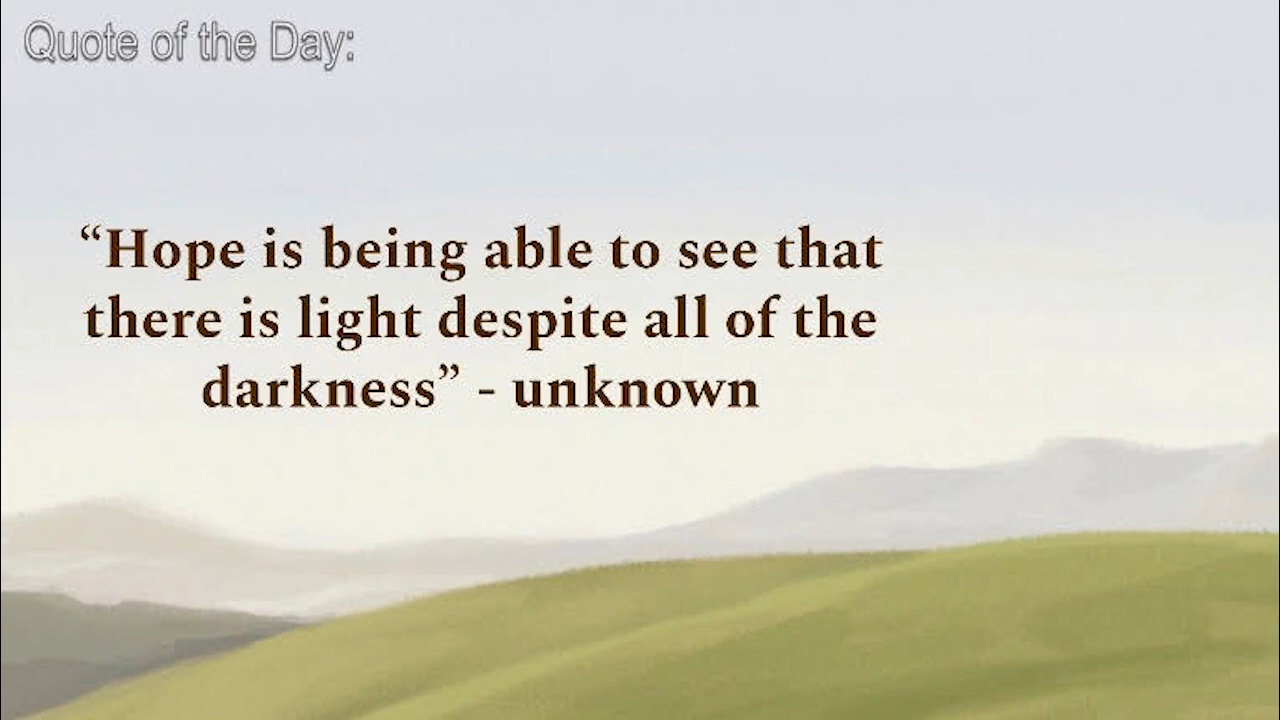 Quote of the Day:
“Hope is being able to see that
there is light despite all of the
darkness” - unknown